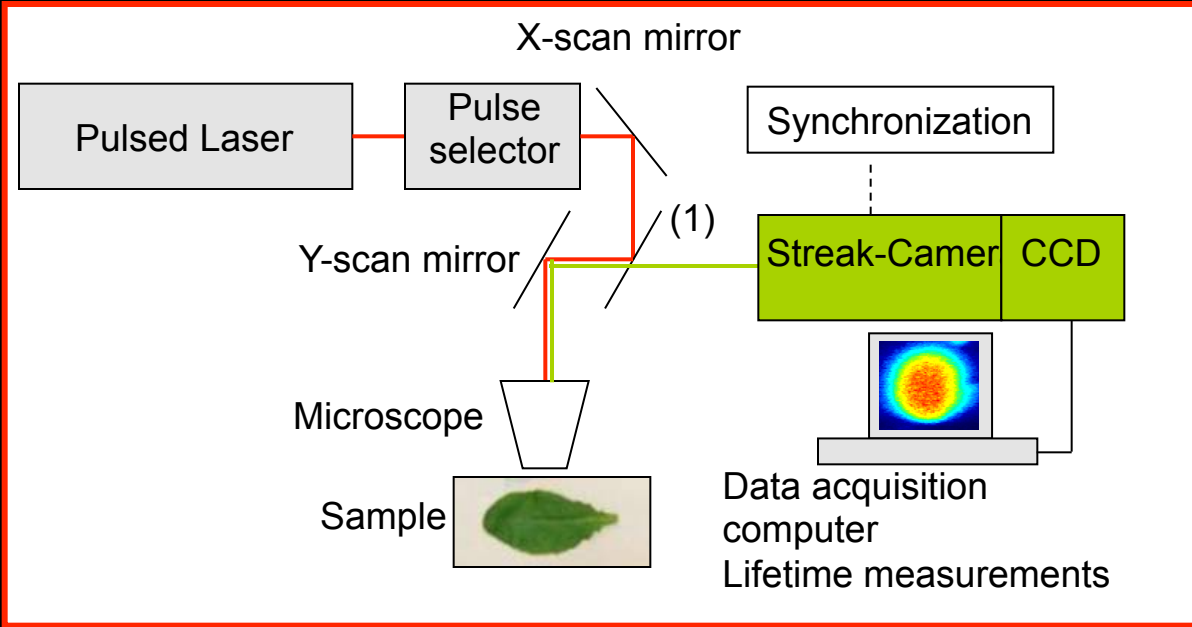 X-scan mirror
Pulsed Laser
Pulse
selector
Synchronization
(1)
Y-scan mirror
Streak-Camer
CCD
Microscope
Sample
Data acquisition
computer
Lifetime measurements